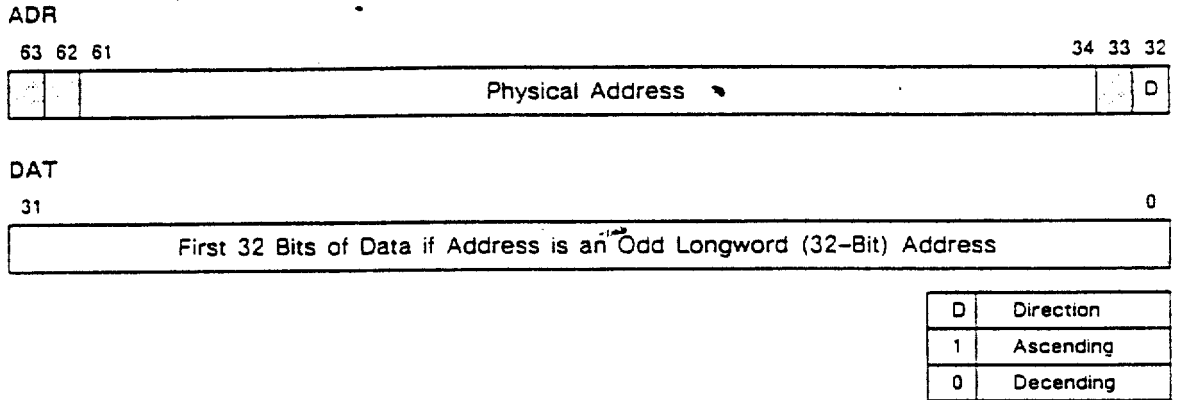 ADR
63 62 61 34 33 32
Physical Address D
DAT
31 0
First 32 Bits of Data if Address is an Odd Longword (32-Bit) Address
D Direction
1 Ascending
0 Decending